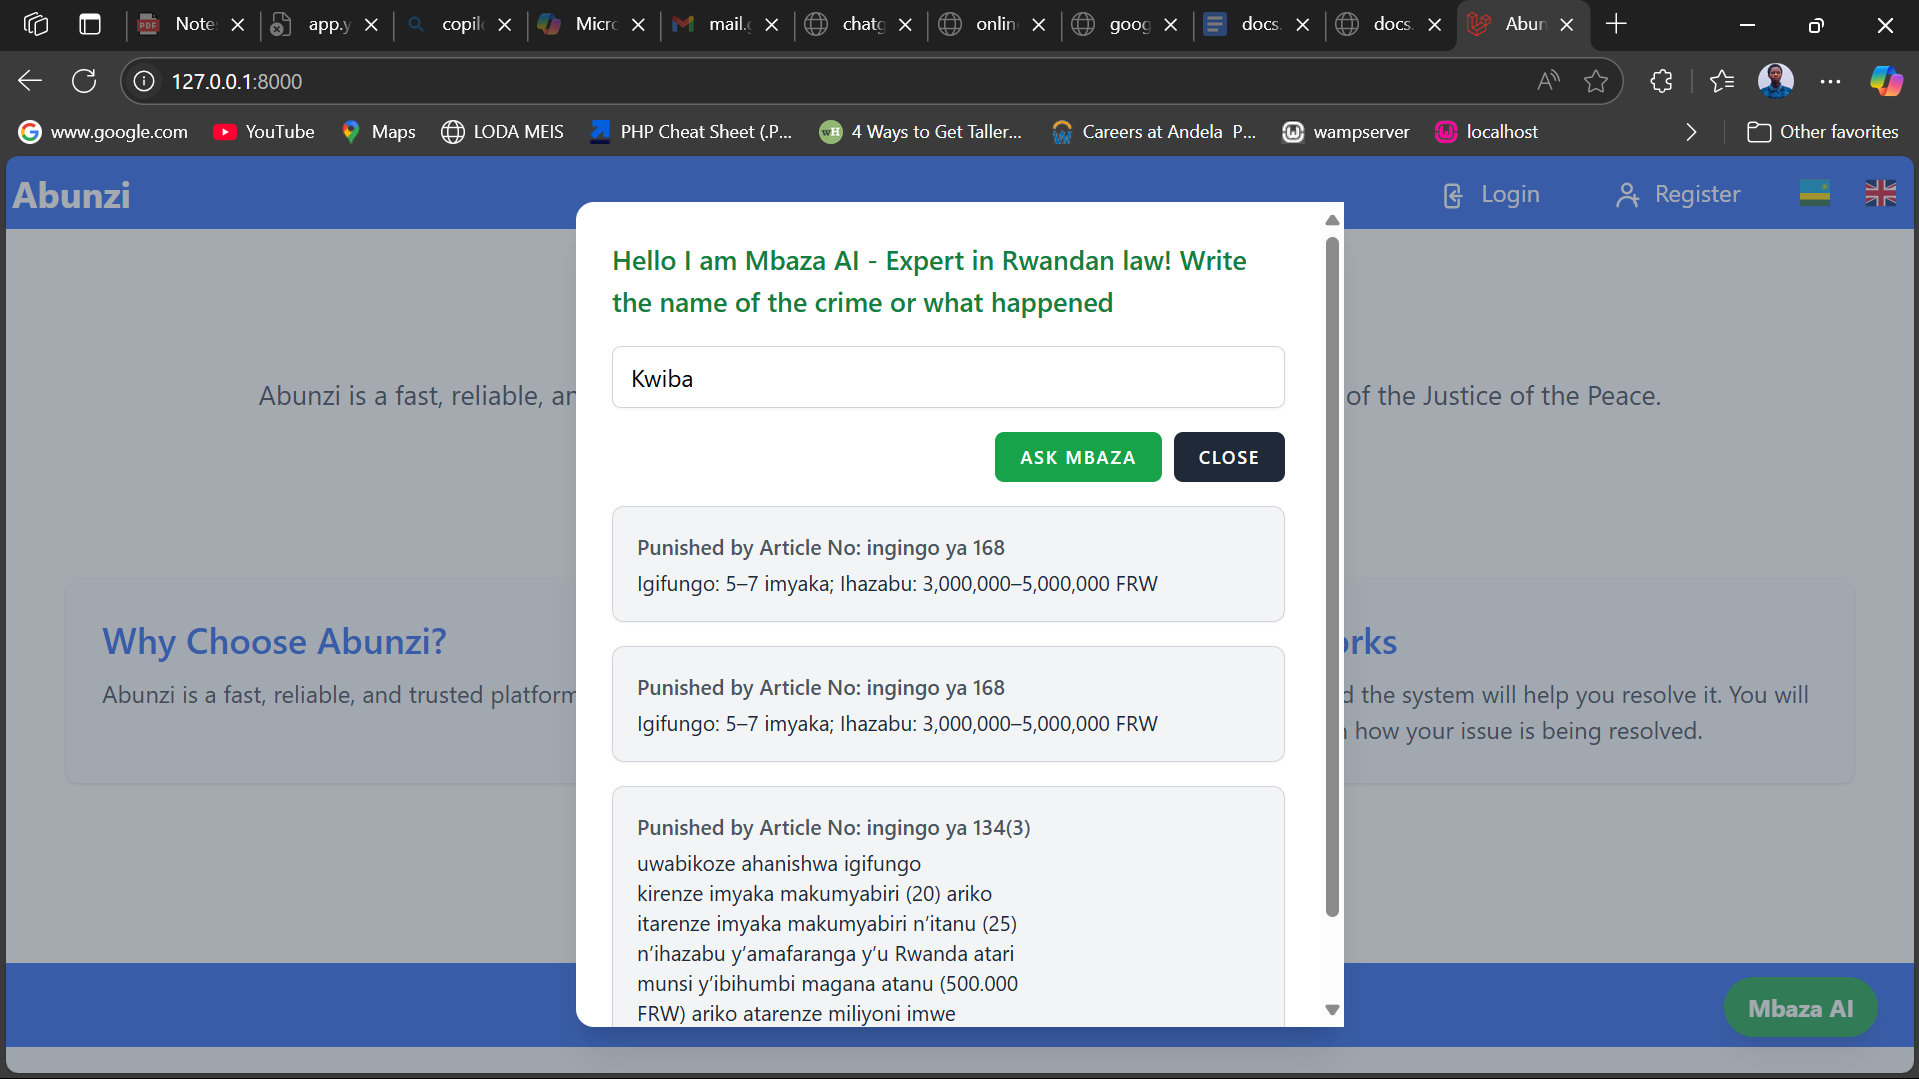 Note
app.y
copil
Micro
mail.g
chatg
onlin
goog
docs.
docs.
Abun
127.0.0.1:8000
www.google.com
YouTube
Maps
LODA MEIS
PHP Cheat Sheet (.P...
4 Ways to Get Taller...
Careers at Andela P...
wampserver
localhost
Other favorites
Abunzi
Login
Register
Hello I am Mbaza AI - Expert in Rwandan law! Write
the name of the crime or what happened
Kwiba
Abunzi is a fast, reliable, an
of the Justice of the Peace.
ASK MBAZA
CLOSE
Punished by Article No: ingingo ya 168
Igifungo: 5–7 imyaka; Ihazabu: 3,000,000–5,000,000 FRW
Why Choose Abunzi?
Abunzi is a fast, reliable, and trusted platform
orks
d the system will help you resolve it. You will
how your issue is being resolved.
Punished by Article No: ingingo ya 168
Igifungo: 5–7 imyaka; Ihazabu: 3,000,000–5,000,000 FRW
Punished by Article No: ingingo ya 134(3)
uwabikoze ahanishwa igifungo
kirenze imyaka makumyabiri (20) ariko
itarenze imyaka makumyabiri n’itanu (25)
n’ihazabu y’amafaranga y’u Rwanda atari
munsi y’ibihumbi magana atanu (500.000
FRW) ariko atarenze miliyoni imwe
Mbaza AI